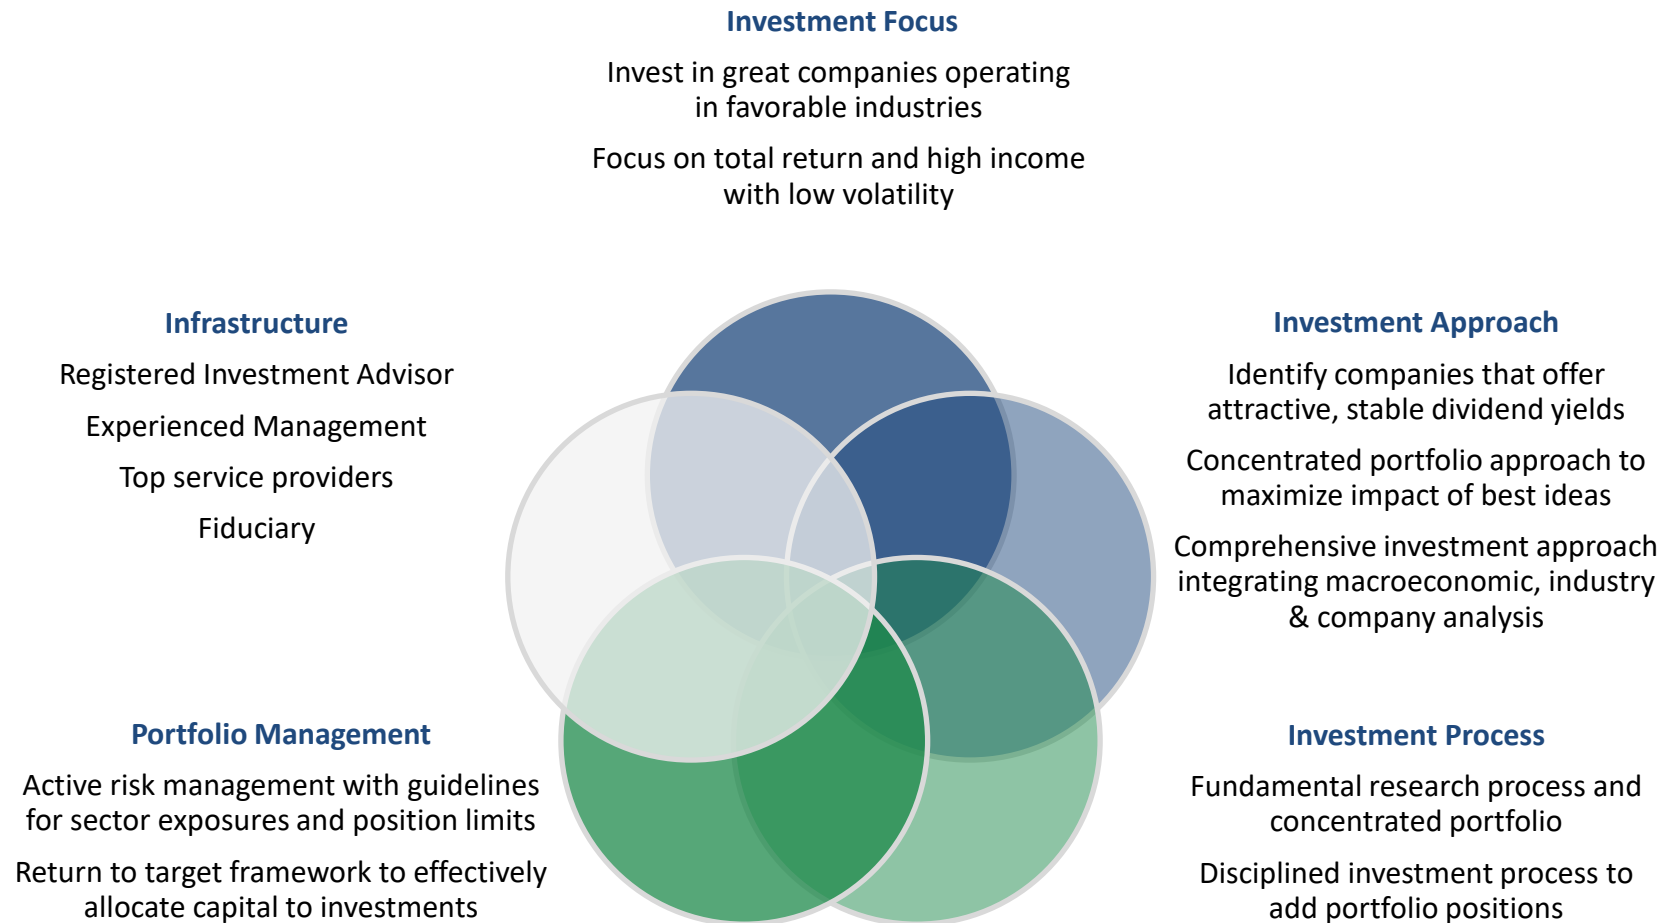 Investment Focus
Invest in great companies operating
in favorable industries
Focus on total return and high income
with low volatility
Infrastructure
Registered Investment Advisor
Experienced Management
Top service providers
Fiduciary
Investment Approach
Identify companies that offer
attractive, stable dividend yields
Concentrated portfolio approach to
maximize impact of best ideas
Comprehensive investment approach
integrating macroeconomic, industry
& company analysis
Portfolio Management
Active risk management with guidelines
for sector exposures and position limits
Return to target framework to effectively
allocate capital to investments
Investment Process
Fundamental research process and
concentrated portfolio
Disciplined investment process to
add portfolio positions